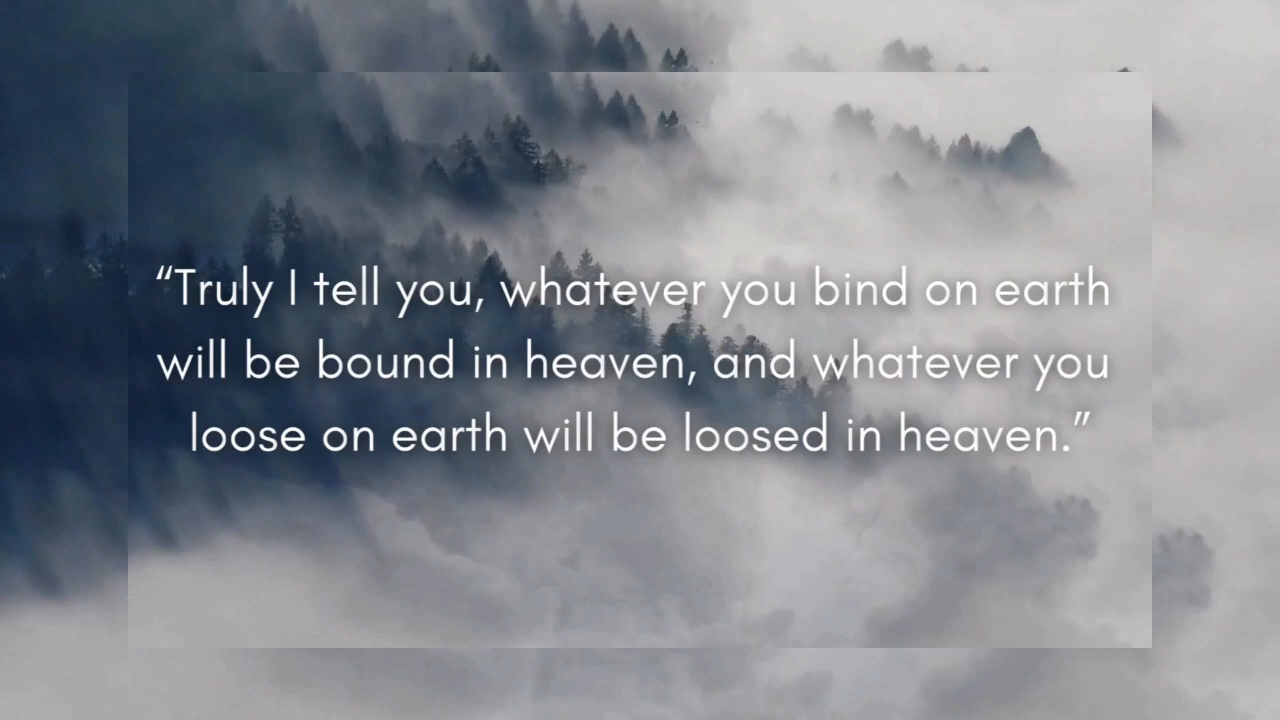 “Truly I tell you, whatever you bind on earth
will be bound in heaven, and whatever you
loose on earth will be loosed in heaven.”